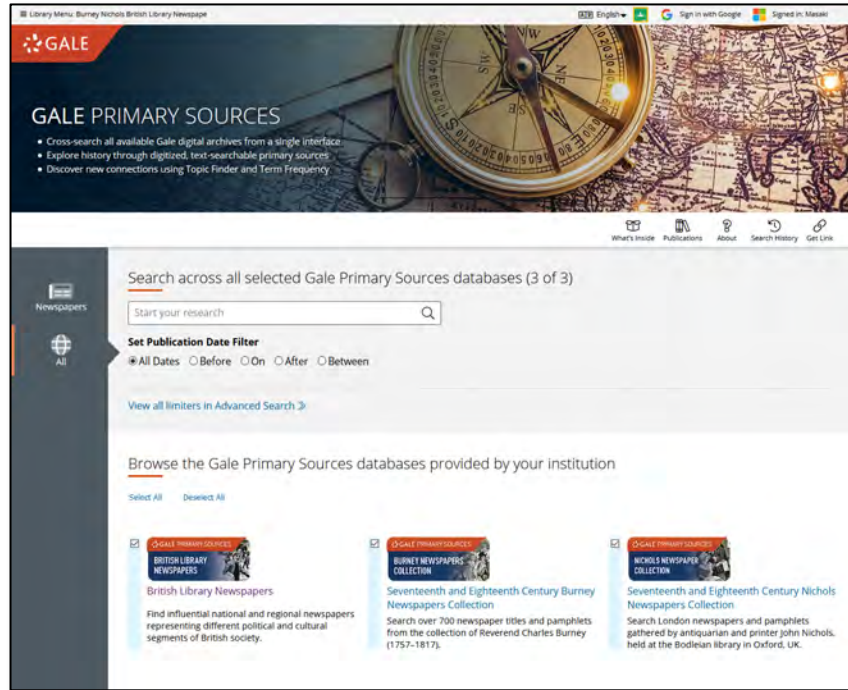 ≡ Library Menu: Burney Nichols British Library Newspape
English
Sign in with Google
Signed in: Masaki
GALE
GALE PRIMARY SOURCES
• Cross-search all available Gale digital archives from a single interface
• Explore history through digitized, text-searchable primary sources
• Discover new connections using Topic Finder and Term Frequency
What's Inside
Publications
About
Search History
Get Link
Newspapers
All
Search across all selected Gale Primary Sources databases (3 of 3)
Start your research
Set Publication Date Filter
All Dates Before On After Between
View all limiters in Advanced Search »
Browse the Gale Primary Sources databases provided by your institution
Select All Deselect All
GALE PRIMARY SOURCES
BRITISH LIBRARY
NEWSPAPERS
British Library Newspapers
Find influential national and regional newspapers
representing different political and cultural
segments of British society.
GALE PRIMARY SOURCES
BURNEY NEWSPAPERS
COLLECTION
Seventeenth and Eighteenth Century Burney
Newspapers Collection
Search over 700 newspaper titles and pamphlets
from the collection of Reverend Charles Burney
(1757–1817).
GALE PRIMARY SOURCES
NICHOLS NEWSPAPER
COLLECTION
Seventeenth and Eighteenth Century Nichols
Newspapers Collection
Search London newspapers and pamphlets
gathered by antiquarian and printer John Nichols,
held at the Bodleian library in Oxford, UK.